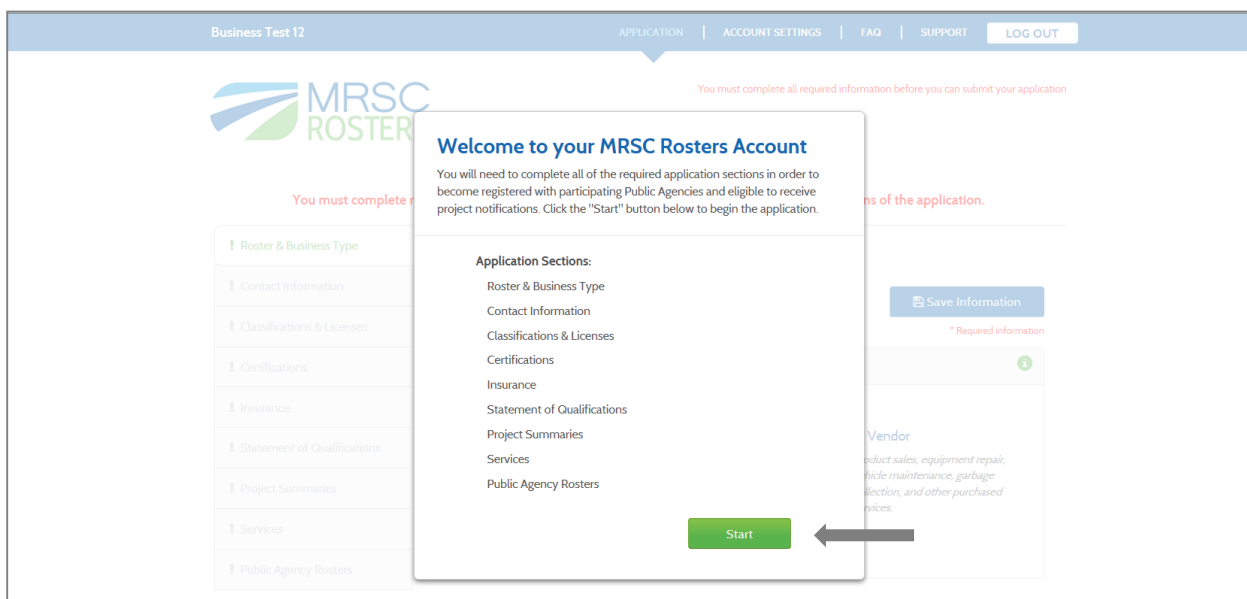 Business Test 12
APPLICATION | ACCOUNT SETTINGS | FAQ | SUPPORT LOG OUT
MRSC
ROSTER
You must complete all required information before you can submit your application
Welcome to your MRSC Rosters Account
You will need to complete all of the required application sections in order to
become registered with participating Public Agencies and eligible to receive
project notifications. Click the "Start" button below to begin the application.
You must complete
ns of the application.
! Roster & Business Type
! Contact Information
! Classifications & Licenses
! Certifications
! Insurance
! Statement of Qualifications
! Project Summaries
! Services
! Public Agency Rosters
Application Sections:
Roster & Business Type
Contact Information
Classifications & Licenses
Certifications
Insurance
Statement of Qualifications
Project Summaries
Services
Public Agency Rosters
Start
Save Information
* Required information
Vendor
oduct sales, equipment repair,
hicle maintenance, garbage
llection, and other purchased
rvices.